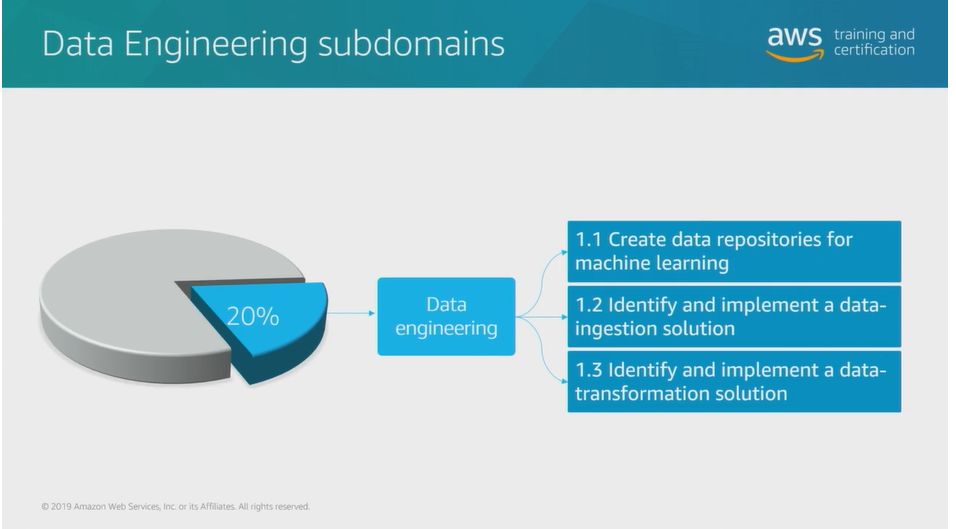 Data Engineering subdomains
aws training and
certification
20%
Data
engineering
1.1 Create data repositories for
machine learning
1.2 Identify and implement a data-
ingestion solution
1.3 Identify and implement a data-
transformation solution
© 2019 Amazon Web Services, Inc. or its Affiliates. All rights reserved.